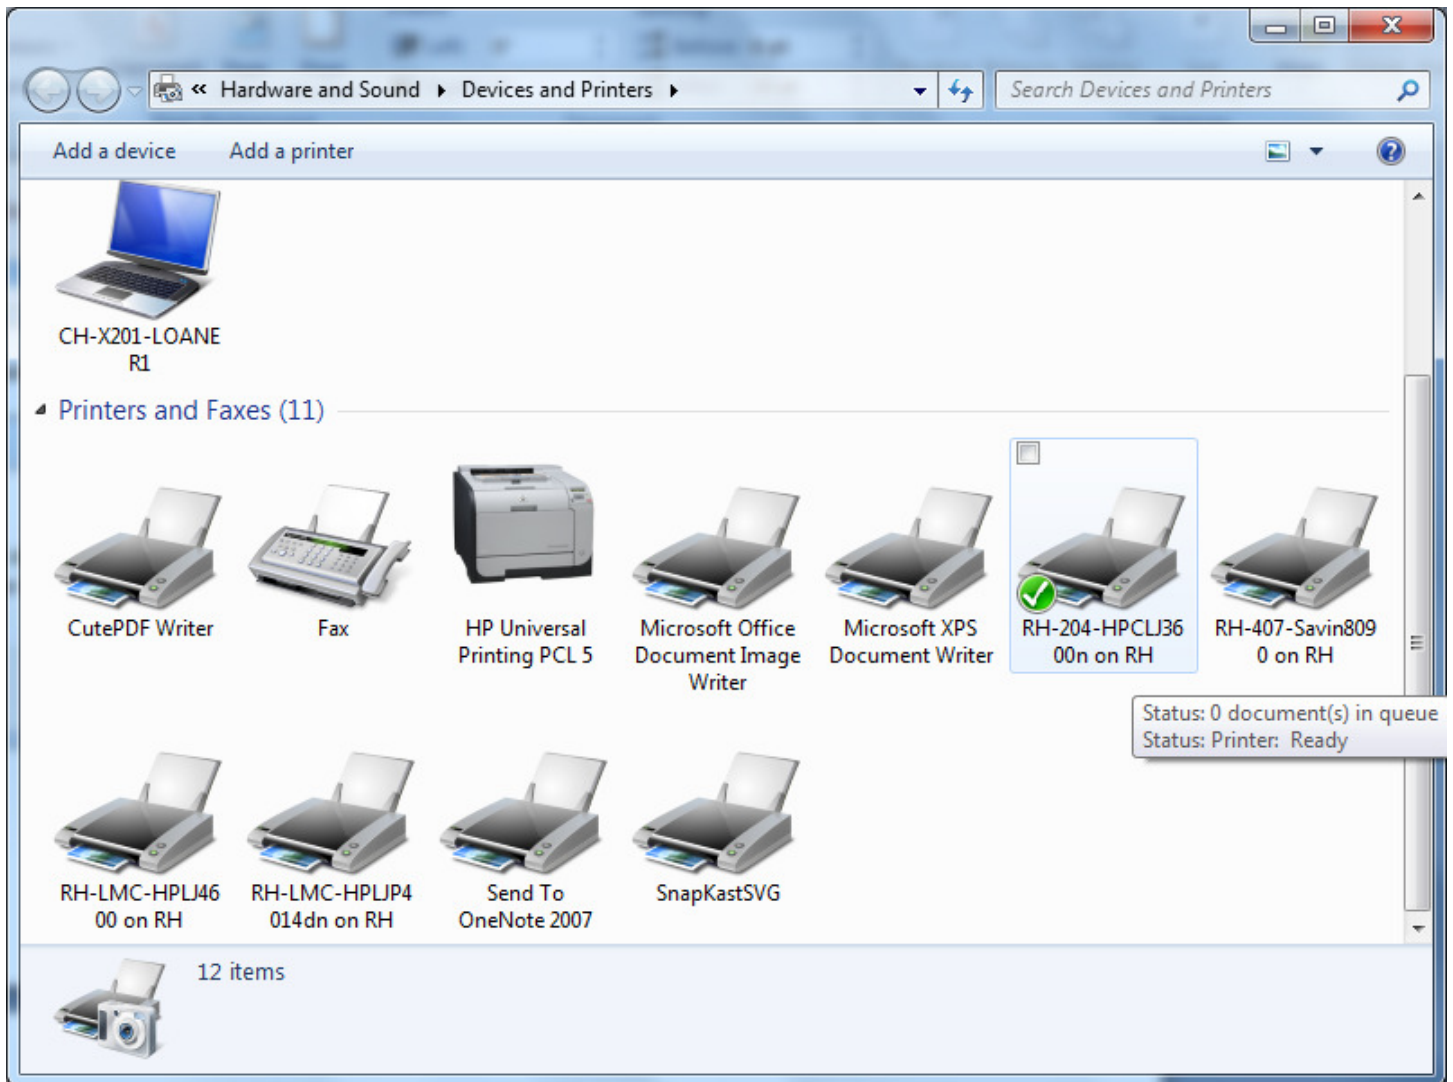 Hardware and Sound Devices and Printers
Search Devices and Printers
Add a device Add a printer
CH-X201-LOANE
R1
Printers and Faxes (11)
CutePDF Writer
Fax
HP Universal
Printing PCL 5
Microsoft Office
Document Image
Writer
Microsoft XPS
Document Writer
RH-204-HPCLJ36
00n on RH
RH-407-Savin809
0 on RH
Status: 0 document(s) in queue
Status: Printer: Ready
RH-LMC-HPLJ46
00 on RH
RH-LMC-HPLJP4
014dn on RH
Send To
OneNote 2007
SnapKastSVG
12 items